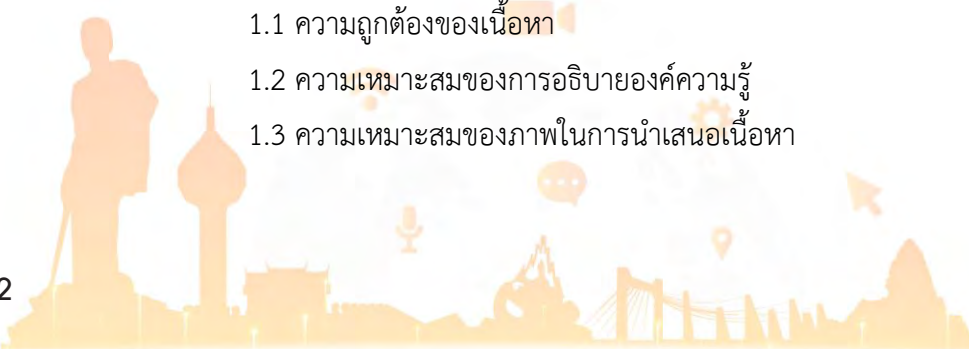 1.1 ความถูกต้องของเนื้อหา
1.2 ความเหมาะสมของการอธิบายองค์ความรู้
1.3 ความเหมาะสมของภาพในการนำเสนอเนื้อหา
2